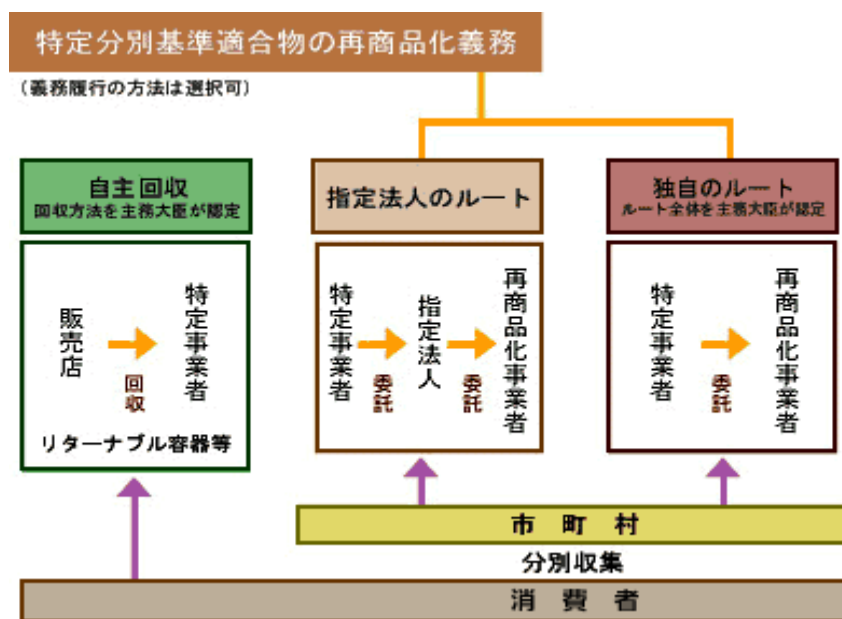 特定分別基準適合物の再商品化義務
(義務履行の方法は選択可)
自主回収
回収方法を主務大臣が認定
指定法人のルート
独自のルート
ルート全体を主務大臣が認定
販売店
回収
特定事業者
リターナブル容器等
特定事業者
委託
指定法人
委託
再商品化事業者
特定事業者
委託
再商品化事業者
市町村
分別収集
消費者